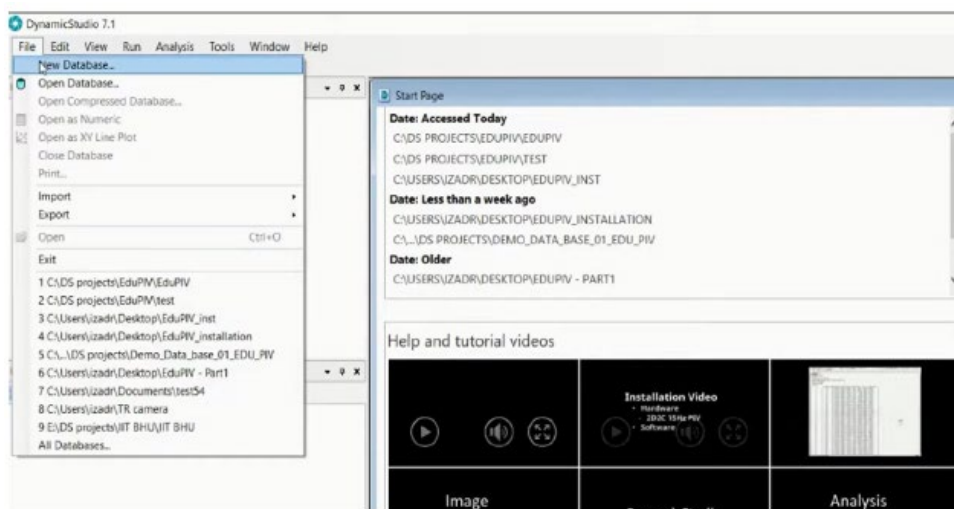 DynamicStudio 7.1
File Edit View Run Analysis Tools Window Help
New Database...
Open Database...
Open Compressed Database...
Open as Numeric
Open as XY Line Plot
Close Database
Print...
Import
Export
Open Ctrl+O
Exit
1 C:\DS projects\EduPIV\EduPIV
2 C:\DS projects\EduPIV\test
3 C:\Users\izadr\Desktop\EduPIV_inst
4 C:\Users\izadr\Desktop\EduPIV_installation
5 C:\...\DS projects\Demo_Data_base_01_EDU_PIV
6 C:\Users\izadr\Desktop\EduPIV - Part1
7 C:\Users\izadr\Documents\test54
8 C:\Users\izadr\TR camera
9 E:\DS projects\IIT BHU\IIT BHU
All Databases...
Start Page
Date: Accessed Today
C:\DS PROJECTS\EDUPIV\EDUPIV
C:\DS PROJECTS\EDUPIV\TEST
C:\USERS\IZADR\DESKTOP\EDUPIV_INST
Date: Less than a week ago
C:\USERS\IZADR\DESKTOP\EDUPIV_INSTALLATION
C:\...\DS PROJECTS\DEMO_DATA_BASE_01_EDU_PIV
Date: Older
C:\USERS\IZADR\DESKTOP\EDUPIV - PART1
Help and tutorial videos
Installation Video
• Hardware
- 2D2C 15Hz PIV
• Software
Image
Analysis